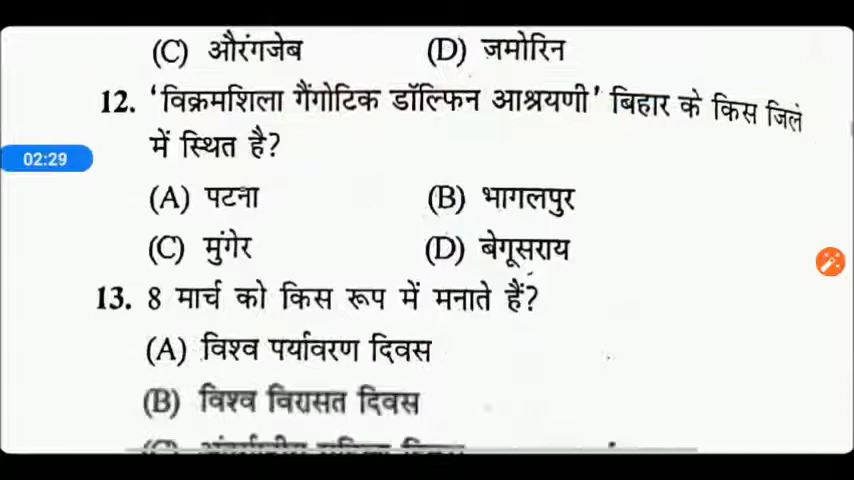 (C) औरंगजेब (D) जमोरिन
12. 'विक्रमशिला गैंगोटिक डॉल्फिन आश्रयणी' बिहार के किस जिले
में स्थित है?
02:29
(A) पटना (B) भागलपुर
(C) मुंगेर (D) बेगूसराय
13. 8 मार्च को किस रूप में मनाते हैं?
(A) विश्व पर्यावरण दिवस
(B) विश्व विरासत दिवस